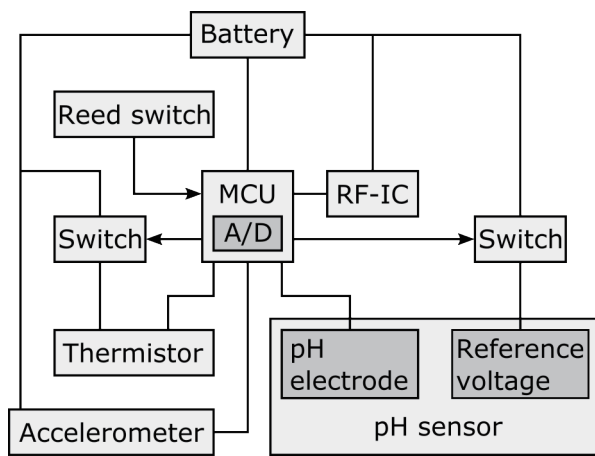 Battery
Reed switch
MCU
RF-IC
A/D
Switch
Switch
Thermistor
pH
electrode
Reference
voltage
Accelerometer
pH sensor